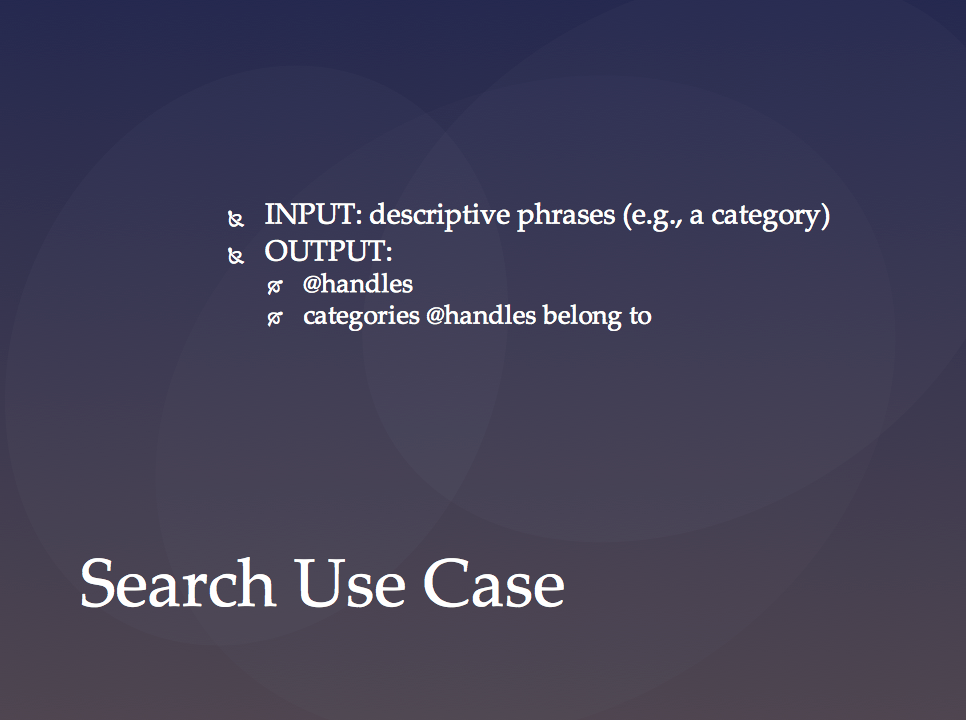 INPUT: descriptive phrases (e.g., a category)
OUTPUT:
@handles
categories @handles belong to
Search Use Case